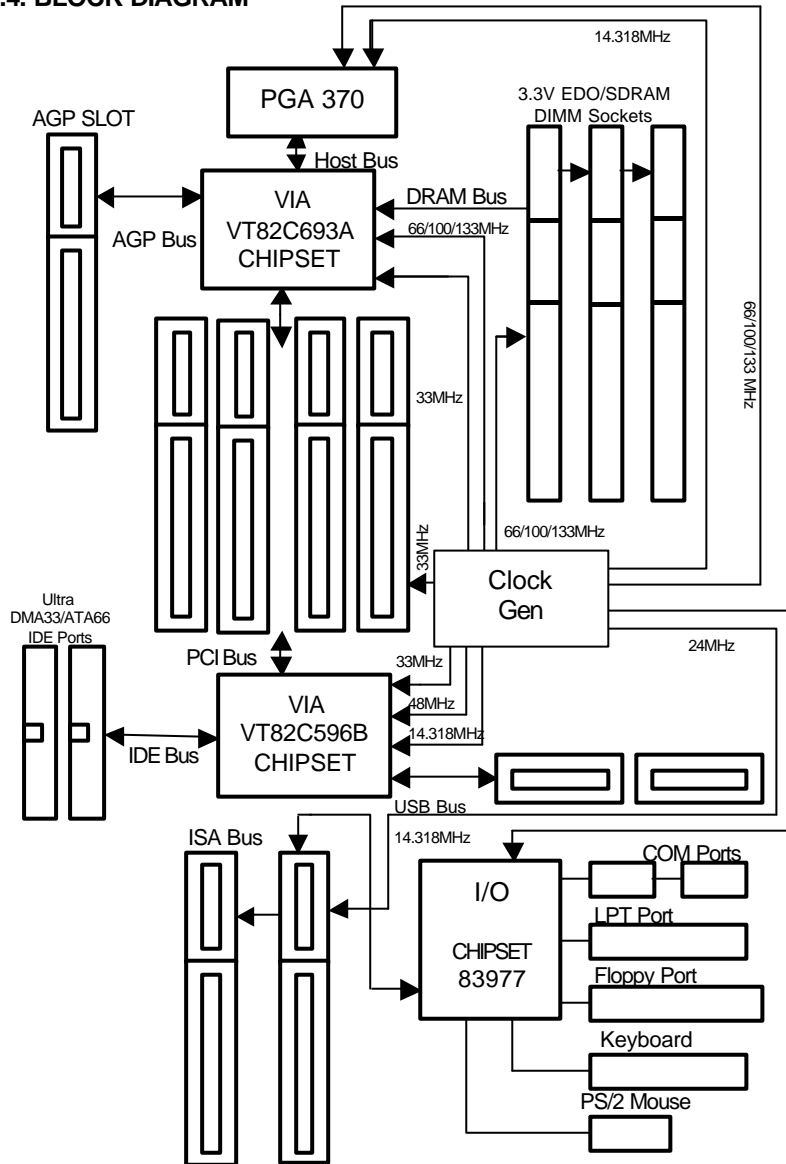 .4. BLOCK DIAGRAM
14.318MHz
PGA 370
3.3V EDO/SDRAM
DIMM Sockets
AGP SLOT
Host Bus
VIA
VT82C693A
CHIPSET
DRAM Bus
66/100/133MHz
AGP Bus
66/100/133 MHz
33MHz
66/100/133MHz
33MHz
Clock
Gen
Ultra
DMA33/ATA66
IDE Ports
24MHz
PCI Bus
33MHz
VIA
VT82C596B
CHIPSET
48MHz
14.318MHz
IDE Bus
USB Bus
ISA Bus
14.318MHz
COM Ports
I/O
CHIPSET
83977
LPT Port
Floppy Port
Keyboard
PS/2 Mouse